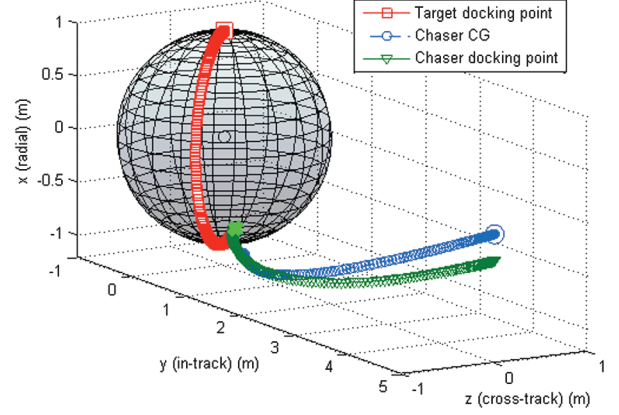 Target docking point
Chaser CG
Chaser docking point
1
0.5
0
-0.5
-1
x (radial) (m)
-1
0
1
2
3
4
5
y (in-track) (m)
-1
0
1
z (cross-track) (m)